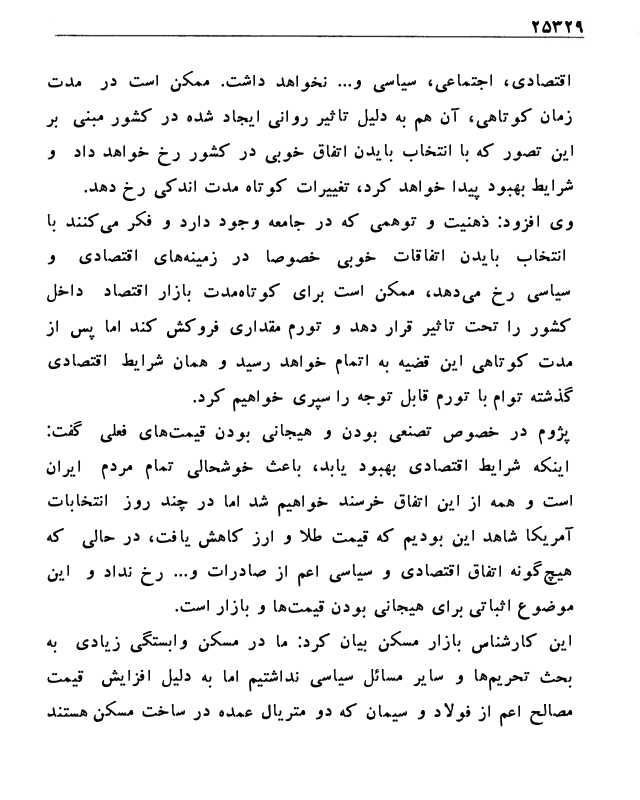 ۲۵۳۲۹
اقتصادی، اجتماعی، سیاسی و... نخواهد داشت. ممکن است در مدت
زمان کوتاهی، آن هم به دلیل تاثیر روانی ایجاد شده در کشور مبنی بر
این تصور که با انتخاب بایدن اتفاق خوبی در کشور رخ خواهد داد و
شرایط بهبود پیدا خواهد کرد، تغییرات کوتاه مدت اندکی رخ دهد.
وی افزود: ذهنیت و توهمی که در جامعه وجود دارد و فکر می‌کنند با
انتخاب بایدن اتفاقات خوبی خصوصا در زمینه‌های اقتصادی و
سیاسی رخ می‌دهد، ممکن است برای کوتاه‌مدت بازار اقتصاد داخل
کشور را تحت تاثیر قرار دهد و تورم مقداری فروکش کند اما پس از
مدت کوتاهی این قضیه به اتمام خواهد رسید و همان شرایط اقتصادی
گذشته توام با تورم قابل توجه را سپری خواهیم کرد.
پژوم در خصوص تصنعی بودن و هیجانی بودن قیمت‌های فعلی گفت:
اینکه شرایط اقتصادی بهبود یابد، باعث خوشحالی تمام مردم ایران
است و همه از این اتفاق خرسند خواهیم شد اما در چند روز انتخابات
آمریکا شاهد این بودیم که قیمت طلا و ارز کاهش یافت، در حالی که
هیچ‌گونه اتفاق اقتصادی و سیاسی اعم از صادرات و... رخ نداد و این
موضوع اثباتی برای هیجانی بودن قیمت‌ها و بازار است.
این کارشناس بازار مسکن بیان کرد: ما در مسکن وابستگی زیادی به
بحث تحریم‌ها و سایر مسائل سیاسی نداشتیم اما به دلیل افزایش قیمت
مصالح اعم از فولاد و سیمان که دو متریال عمده در ساخت مسکن هستند